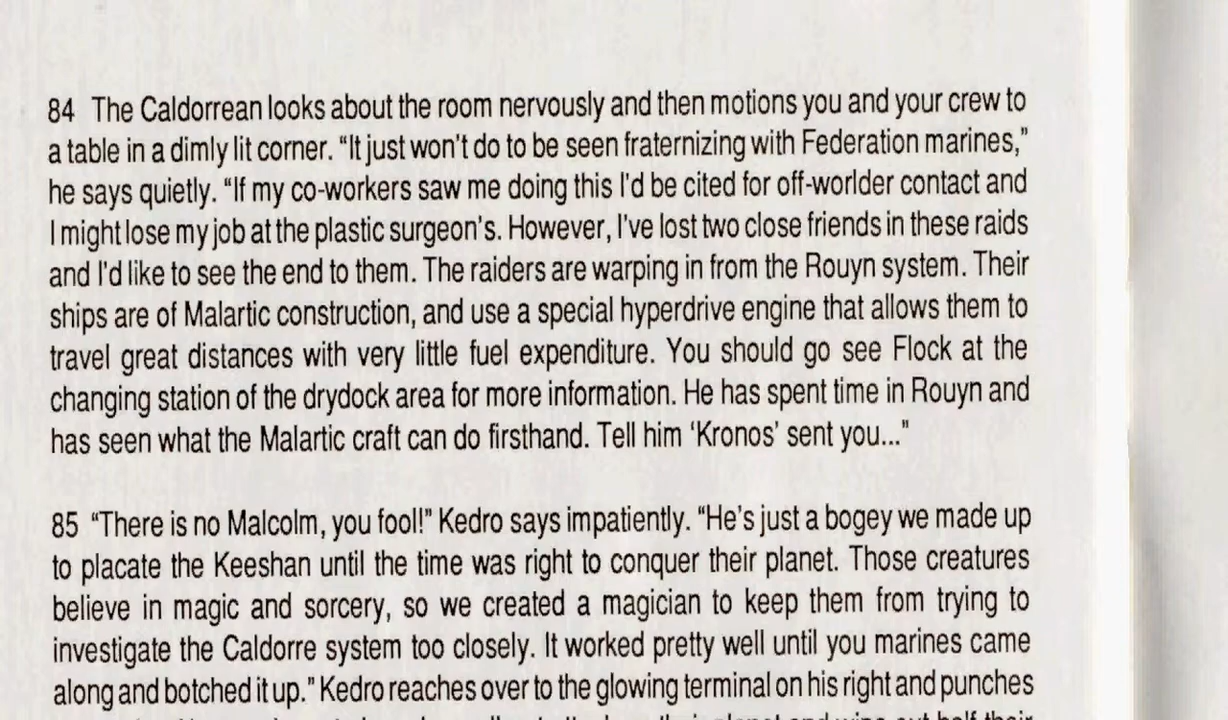 84 The Caldorrean looks about the room nervously and then motions you and your crew to
a table in a dimly lit corner. “It just won't do to be seen fraternizing with Federation marines,”
he says quietly. “If my co-workers saw me doing this I'd be cited for off-worlder contact and
I might lose my job at the plastic surgeon's. However, I've lost two close friends in these raids
and I'd like to see the end to them. The raiders are warping in from the Rouyn system. Their
ships are of Malartic construction, and use a special hyperdrive engine that allows them to
travel great distances with very little fuel expenditure. You should go see Flock at the
changing station of the drydock area for more information. He has spent time in Rouyn and
has seen what the Malartic craft can do firsthand. Tell him ‘Kronos’ sent you...”
85 “There is no Malcolm, you fool!” Kedro says impatiently. “He's just a bogey we made up
to placate the Keeshan until the time was right to conquer their planet. Those creatures
believe in magic and sorcery, so we created a magician to keep them from trying to
investigate the Caldorre system too closely. It worked pretty well until you marines came
along and botched it up.” Kedro reaches over to the glowing terminal on his right and punches
planet and wipe out half their